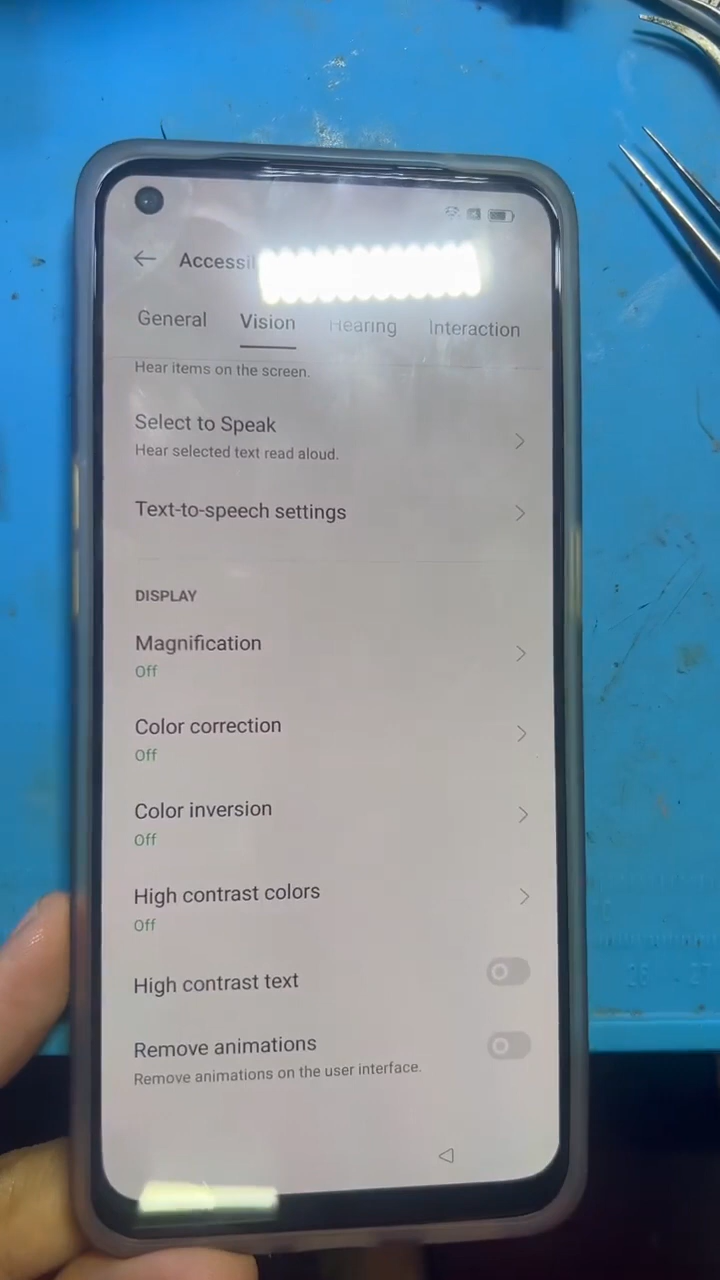 General Vision Hearing Interaction
Hear items on the screen.
Select to Speak
Hear selected text read aloud.
Text-to-speech settings
DISPLAY
Magnification
Off
Color correction
Off
Color inversion
Off
High contrast colors
Off
High contrast text
Remove animations
Remove animations on the user interface.